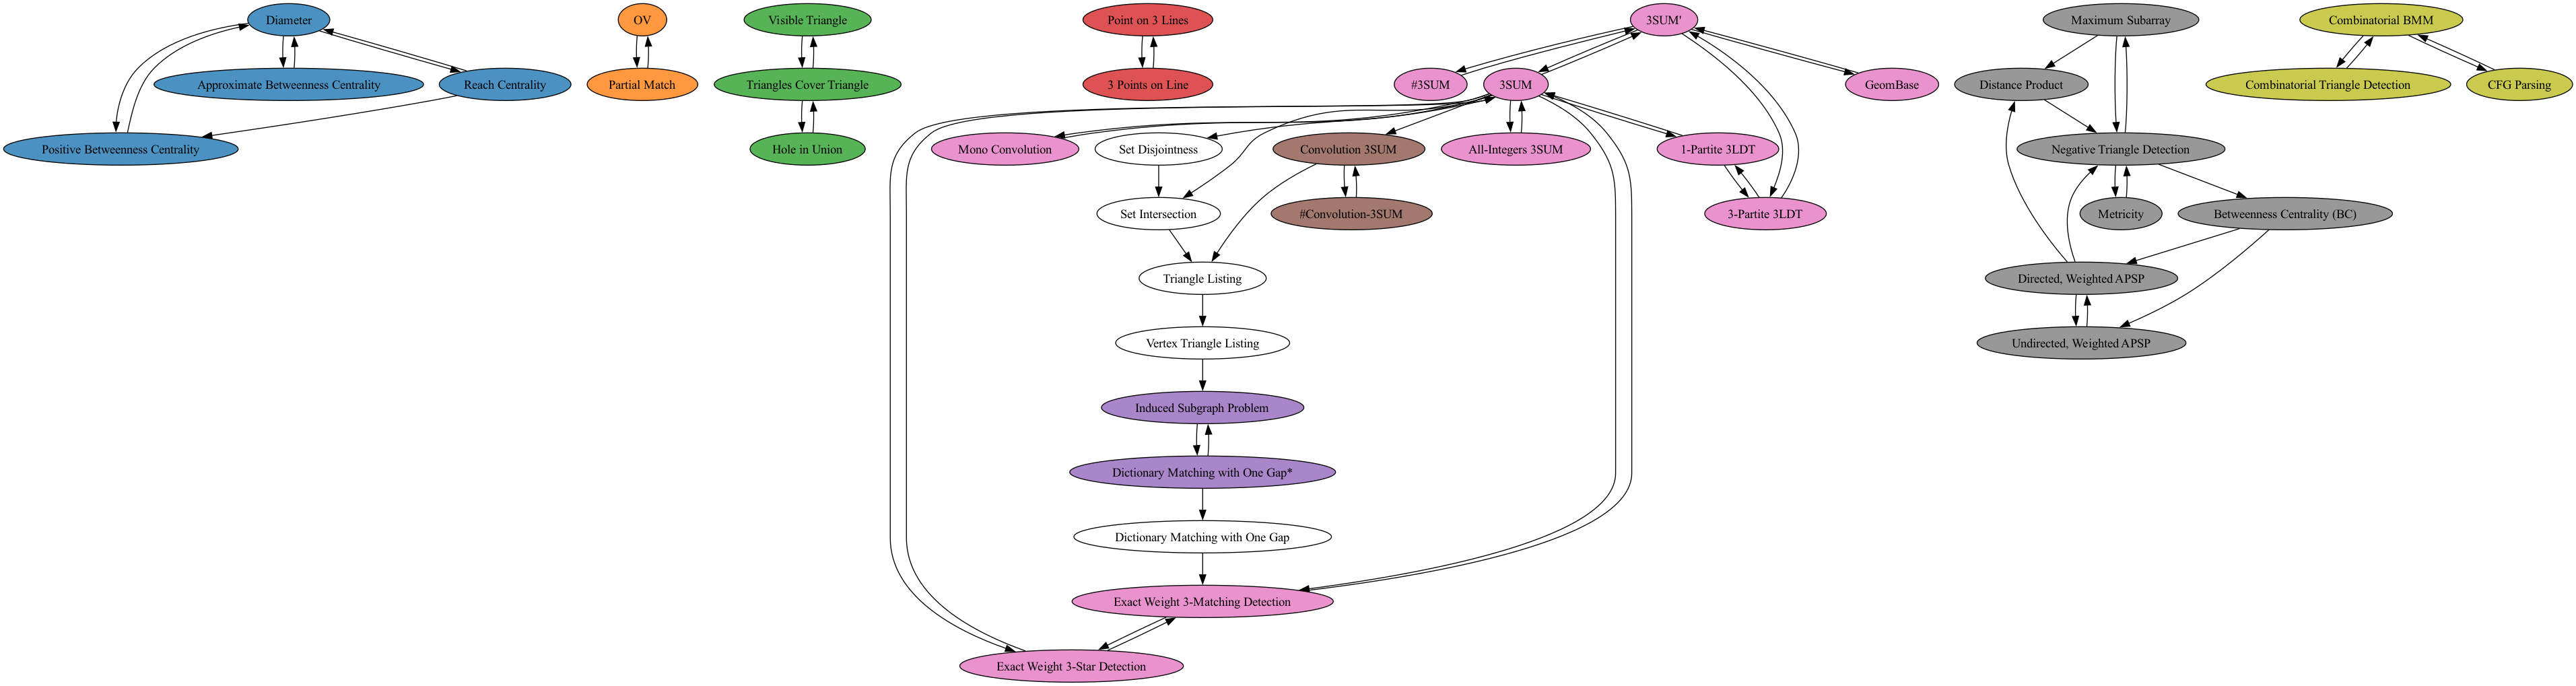 Diameter
OV
Visible Triangle
Point on 3 Lines
3SUM'
Maximum Subarray
Combinatorial BMM
Approximate Betweenness Centrality
Reach Centrality
Partial Match
Triangles Cover Triangle
3 Points on Line
#3SUM
3SUM
GeomBase
Distance Product
Combinatorial Triangle Detection
CFG Parsing
Positive Betweenness Centrality
Hole in Union
Mono Convolution
Set Disjointness
Convolution 3SUM
All-Integers 3SUM
1-Partite 3LDT
Negative Triangle Detection
Set Intersection
#Convolution-3SUM
3-Partite 3LDT
Metricity
Betweenness Centrality (BC)
Triangle Listing
Directed, Weighted APSP
Vertex Triangle Listing
Undirected, Weighted APSP
Induced Subgraph Problem
Dictionary Matching with One Gap*
Dictionary Matching with One Gap
Exact Weight 3-Matching Detection
Exact Weight 3-Star Detection